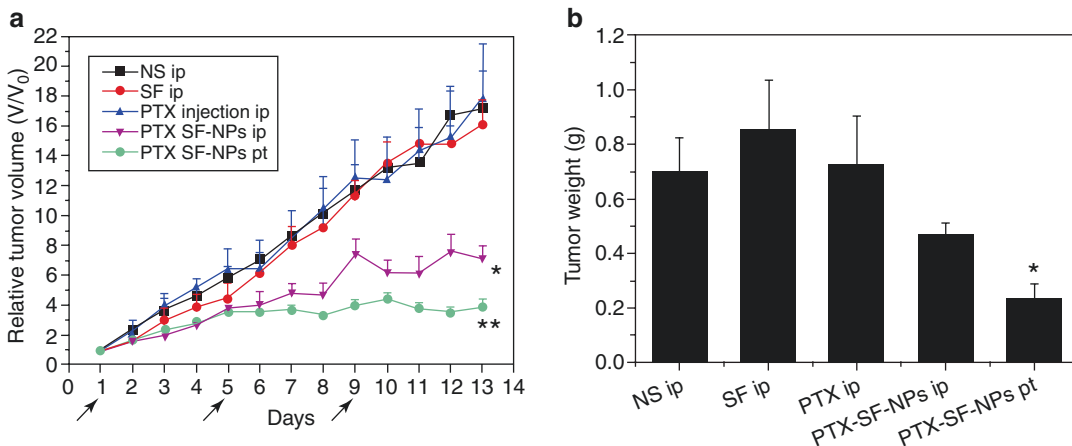 a
Relative tumor volume (V/V₀)
22
20
18
16
14
12
10
8
6
4
2
0
NS ip
SF ip
PTX injection ip
PTX SF-NPs ip
PTX SF-NPs pt
*
**
0 1 2 3 4 5 6 7 8 9 10 11 12 13 14
Days
b
Tumor weight (g)
1.2
1.0
0.8
0.6
0.4
0.2
0.0
*
NS ip
SF ip
PTX ip
PTX-SF-NPs ip
PTX-SF-NPs pt